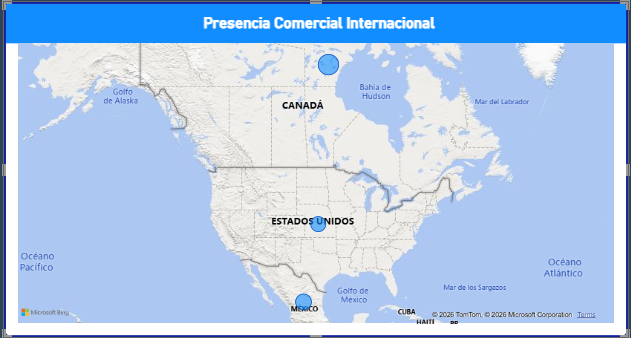 Presencia Comercial Internacional
Golfo
de Alaska
CANADÁ
Bahía de
Hudson
Mar del Labrador
ESTADOS UNIDOS
Océano
Pacífico
Océano
Atlántico
Golfo de
México
Mar de los Sargazos
MÉXICO
CUBA
HAITÍ
PR
Microsoft Bing
© 2026 TomTom, © 2026 Microsoft Corporation Terms